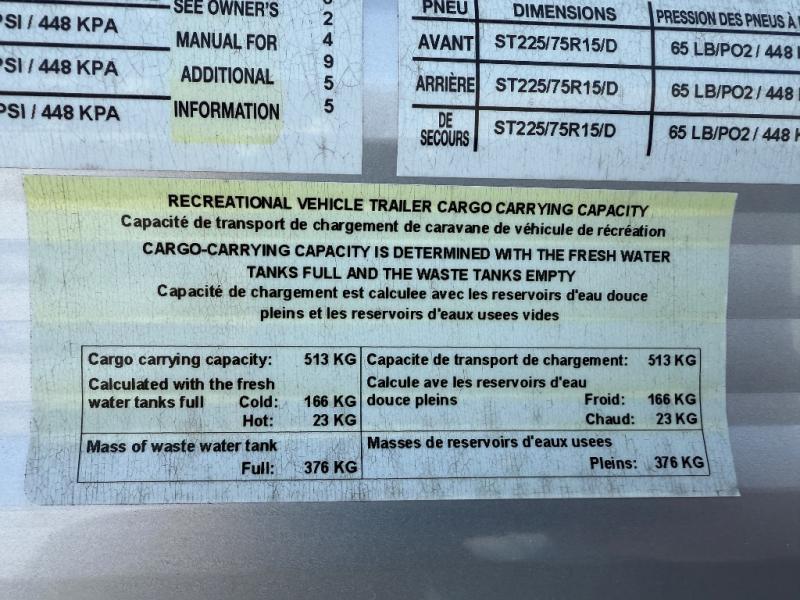 SEE OWNER'S
MANUAL FOR
ADDITIONAL
INFORMATION
PSI / 448 KPA
PSI / 448 KPA
PSI / 448 KPA
2
4
9
5
5
PNEU DIMENSIONS PRESSION DES PNEUS À
AVANT ST225/75R15/D 65 LB/PO2 / 448
ARRIÈRE ST225/75R15/D 65 LB/PO2 / 448
DE
SECOURS ST225/75R15/D 65 LB/PO2 / 448
RECREATIONAL VEHICLE TRAILER CARGO CARRYING CAPACITY
Capacité de transport de chargement de caravane de véhicule de récréation
CARGO-CARRYING CAPACITY IS DETERMINED WITH THE FRESH WATER
TANKS FULL AND THE WASTE TANKS EMPTY
Capacité de chargement est calculee avec les reservoirs d'eau douce
pleins et les reservoirs d'eaux usees vides
Cargo carrying capacity: 513 KG
Calculated with the fresh
water tanks full Cold: 166 KG
Hot: 23 KG
Mass of waste water tank
Full: 376 KG
Capacite de transport de chargement: 513 KG
Calcule ave les reservoirs d'eau
douce pleins Froid: 166 KG
Chaud: 23 KG
Masses de reservoirs d'eaux usees
Pleins: 376 KG